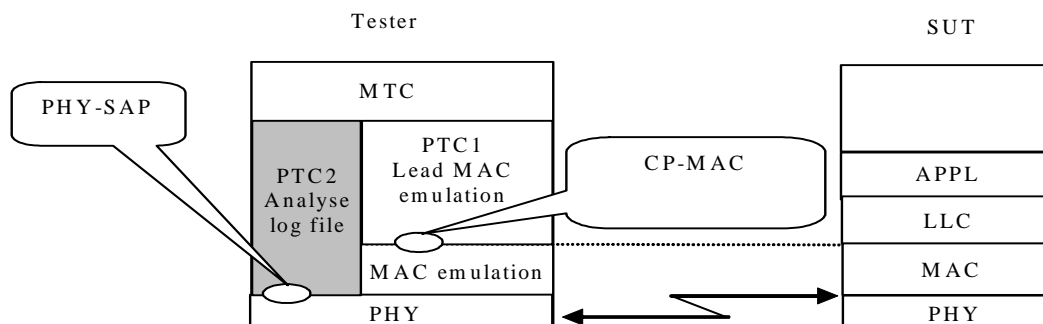 Tester
SUT
MTC
PHY-SAP
PTC1
Lead MAC
emulation
CP-MAC
PTC2
Analyse
log file
APPL
LLC
MAC emulation
MAC
PHY
PHY